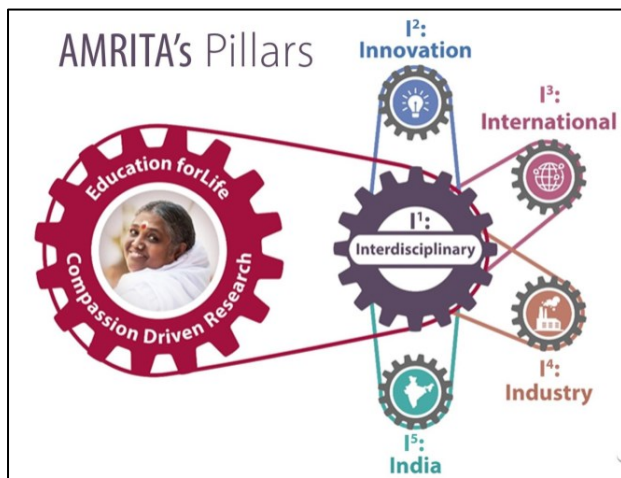 AMRITA's Pillars
Education forLife
Compassion Driven Research
I¹:
Interdisciplinary
I²:
Innovation
I³:
International
I⁴:
Industry
I⁵:
India